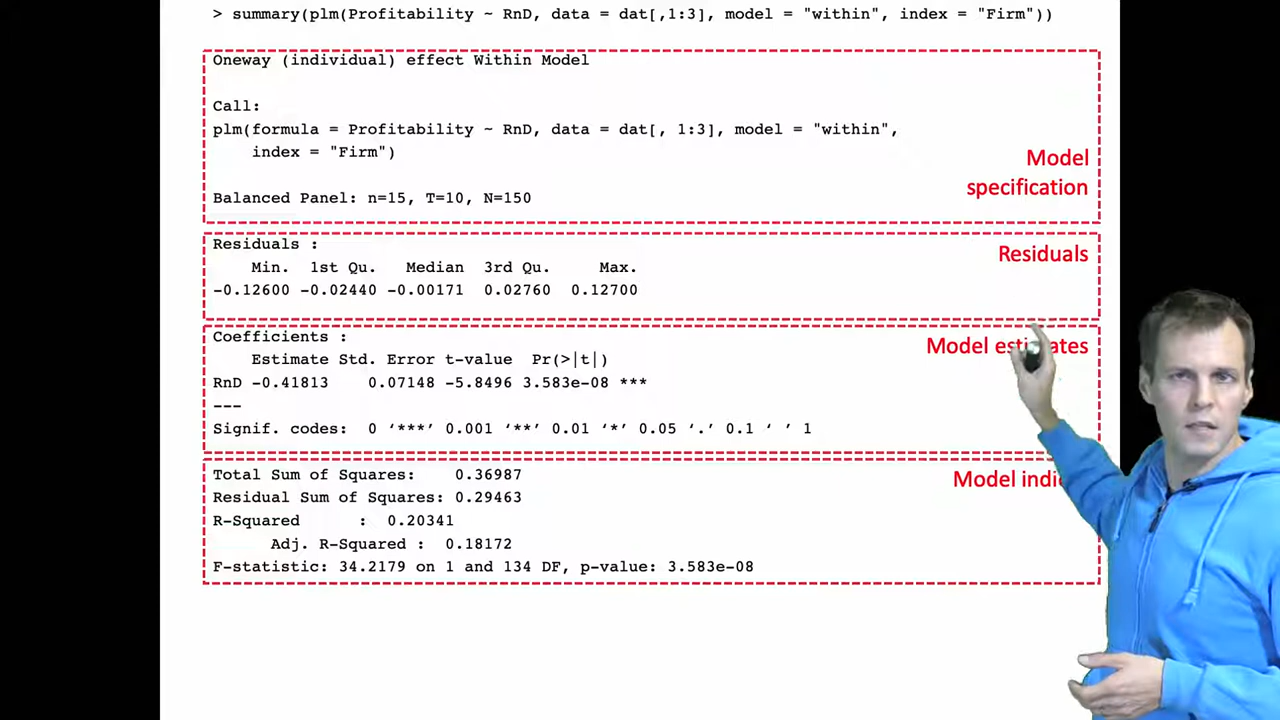 > summary(plm(Profitability ~ RnD, data = dat[,1:3], model = "within", index = "Firm"))
Oneway (individual) effect Within Model
Call:
plm(formula = Profitability ~ RnD, data = dat[, 1:3], model = "within",
index = "Firm")
Balanced Panel: n=15, T=10, N=150
Model
specification
Residuals :
Min. 1st Qu. Median 3rd Qu. Max.
-0.12600 -0.02440 -0.00171 0.02760 0.12700
Residuals
Coefficients :
Estimate Std. Error t-value Pr(>|t|)
RnD -0.41813 0.07148 -5.8496 3.583e-08 ***
---
Signif. codes: 0 ‘***’ 0.001 ‘**’ 0.01 ‘*’ 0.05 ‘.’ 0.1 ‘ ’ 1
Model estimates
Total Sum of Squares: 0.36987
Residual Sum of Squares: 0.29463
R-Squared : 0.20341
Adj. R-Squared : 0.18172
F-statistic: 34.2179 on 1 and 134 DF, p-value: 3.583e-08
Model